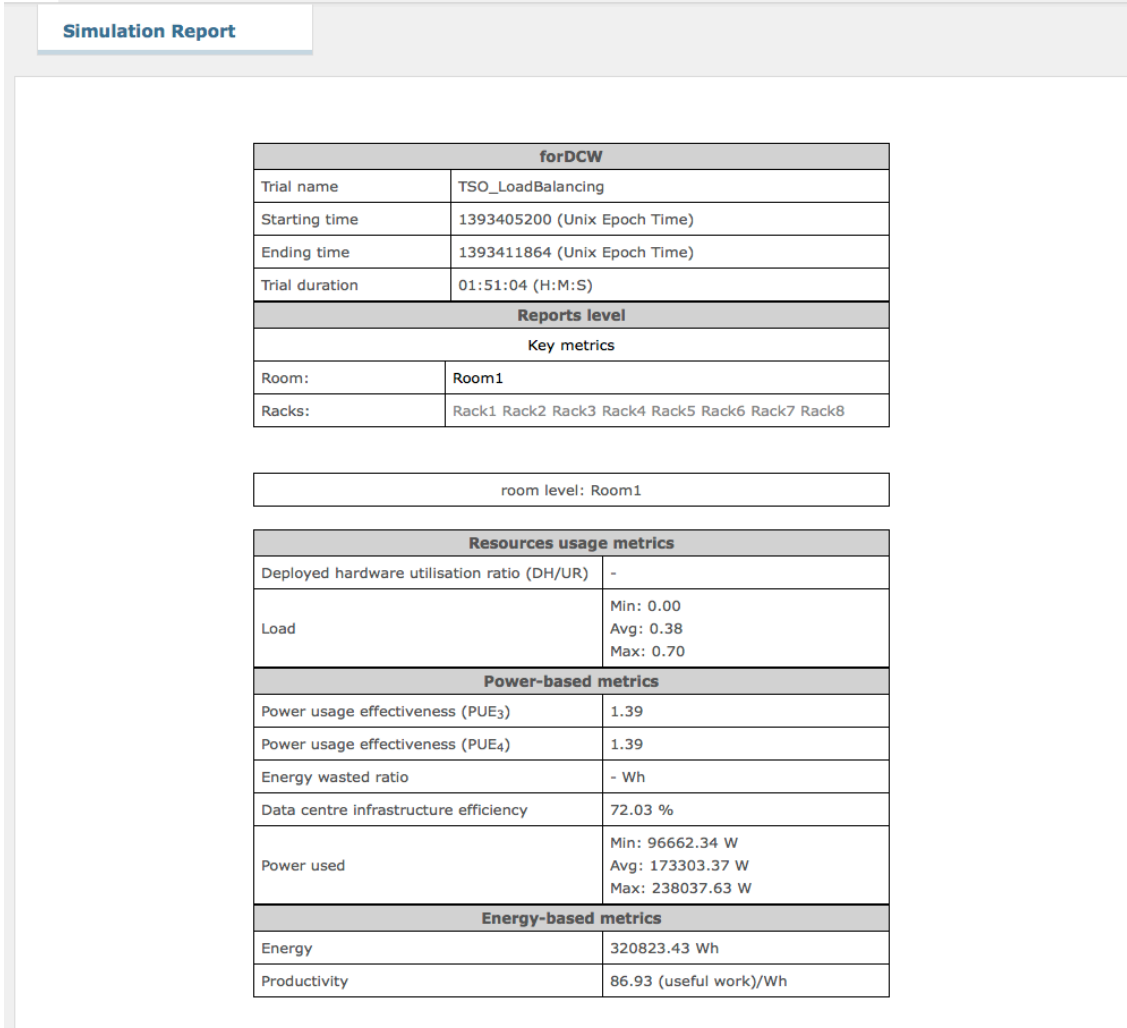 Simulation Report
forDCW
Trial name TSO_LoadBalancing
Starting time 1393405200 (Unix Epoch Time)
Ending time 1393411864 (Unix Epoch Time)
Trial duration 01:51:04 (H:M:S)
Reports level
Key metrics
Room: Room1
Racks: Rack1 Rack2 Rack3 Rack4 Rack5 Rack6 Rack7 Rack8
room level: Room1
Resources usage metrics
Deployed hardware utilisation ratio (DH/UR) -
Load
Min: 0.00
Avg: 0.38
Max: 0.70
Power-based metrics
Power usage effectiveness (PUE₃) 1.39
Power usage effectiveness (PUE₄) 1.39
Energy wasted ratio - Wh
Data centre infrastructure efficiency 72.03 %
Power used
Min: 96662.34 W
Avg: 173303.37 W
Max: 238037.63 W
Energy-based metrics
Energy 320823.43 Wh
Productivity 86.93 (useful work)/Wh